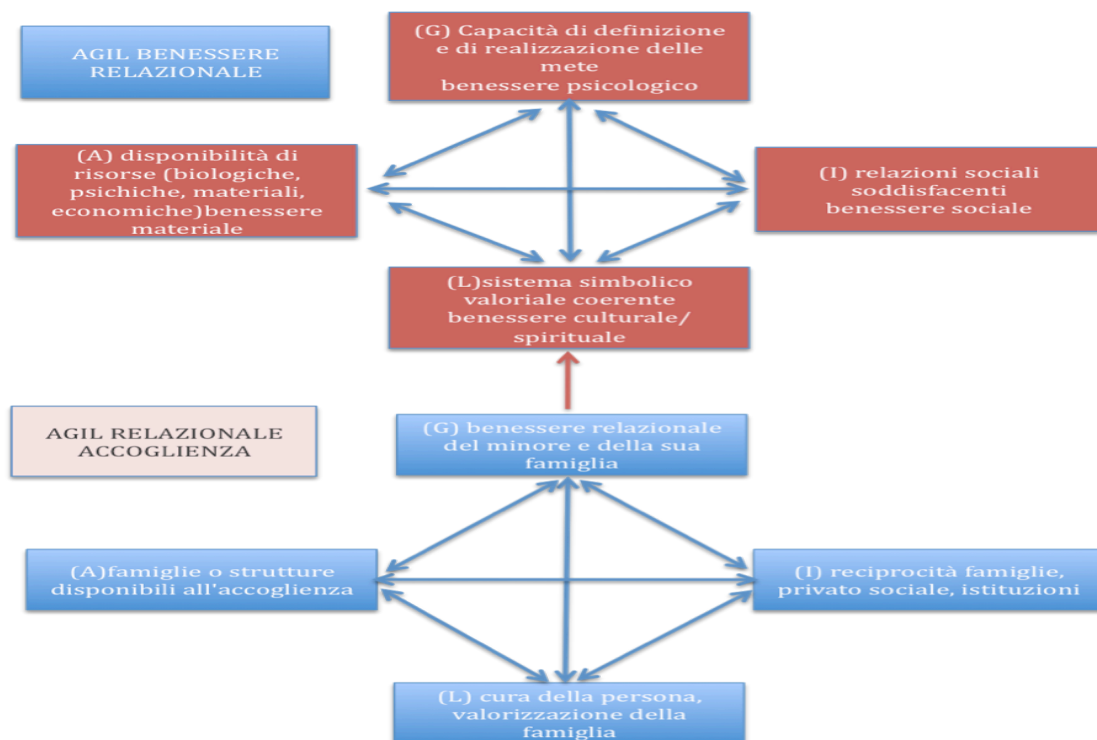 AGIL BENESSERE
RELAZIONALE
(G) Capacità di definizione
e di realizzazione delle
mete
benessere psicologico
(A) disponibilità di
risorse (biologiche,
psichiche, materiali,
economiche)benessere
materiale
(I) relazioni sociali
soddisfacenti
benessere sociale
(L)sistema simbolico
valoriale coerente
benessere culturale/
spirituale
AGIL RELAZIONALE
ACCOGLIENZA
(G) benessere relazionale
del minore e della sua
famiglia
(A)famiglie o strutture
disponibili all'accoglienza
(I) reciprocità famiglie,
privato sociale, istituzioni
(L) cura della persona,
valorizzazione della
famiglia